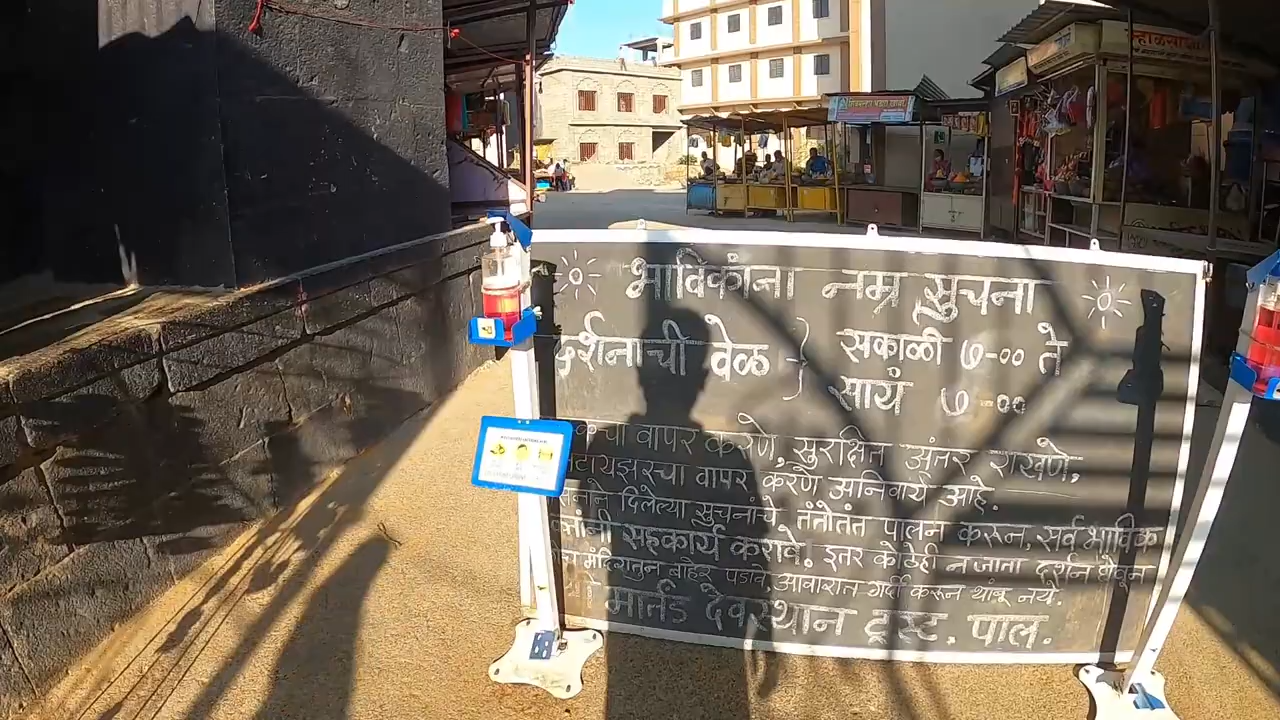 भाविकांना नम्र सुचना
दर्शनाची वेळ } सकाळी ७-०० ते
सायं ७-००
वापर करणे, सुरक्षित अंतर राखणे,
वापर करणे अनिवार्य आहे.
दिलेल्या सुचनांचे तंतोतंत पालन करून, सर्व भाविक
सहकार्य करावे. इतर कोठेही न जाता दर्शन घेवून
मंदिरातुन बाहेर पडावे, आवारात गर्दी करून थांबू नये.
मार्तंड देवस्थान ट्रस्ट, पाल.